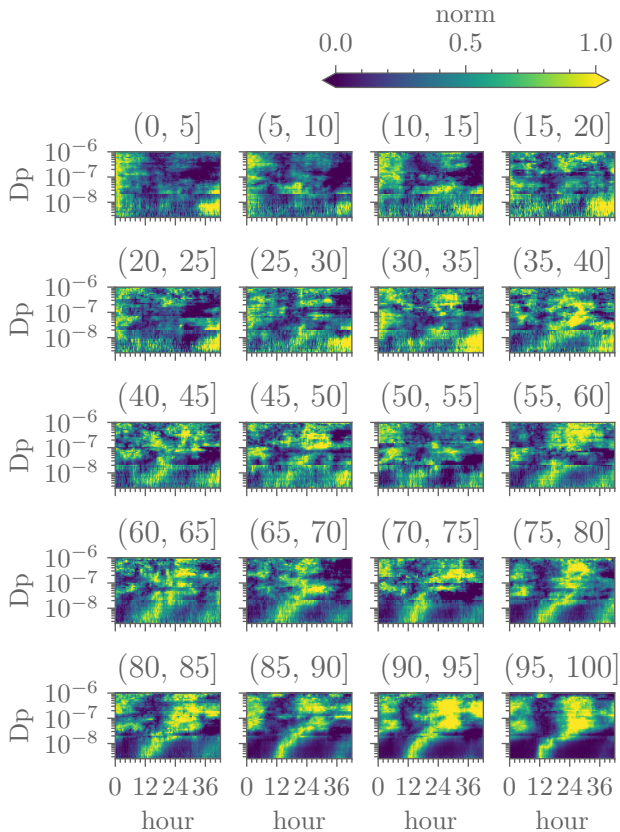 norm
0.0 0.5 1.0
(0, 5] (5, 10] (10, 15] (15, 20]
Dp 10⁻⁶ 10⁻⁷ 10⁻⁸
(20, 25] (25, 30] (30, 35] (35, 40]
Dp 10⁻⁶ 10⁻⁷ 10⁻⁸
(40, 45] (45, 50] (50, 55] (55, 60]
Dp 10⁻⁶ 10⁻⁷ 10⁻⁸
(60, 65] (65, 70] (70, 75] (75, 80]
Dp 10⁻⁶ 10⁻⁷ 10⁻⁸
(80, 85] (85, 90] (90, 95] (95, 100]
Dp 10⁻⁶ 10⁻⁷ 10⁻⁸
0 12 24 36 0 12 24 36 0 12 24 36 0 12 24 36
hour hour hour hour